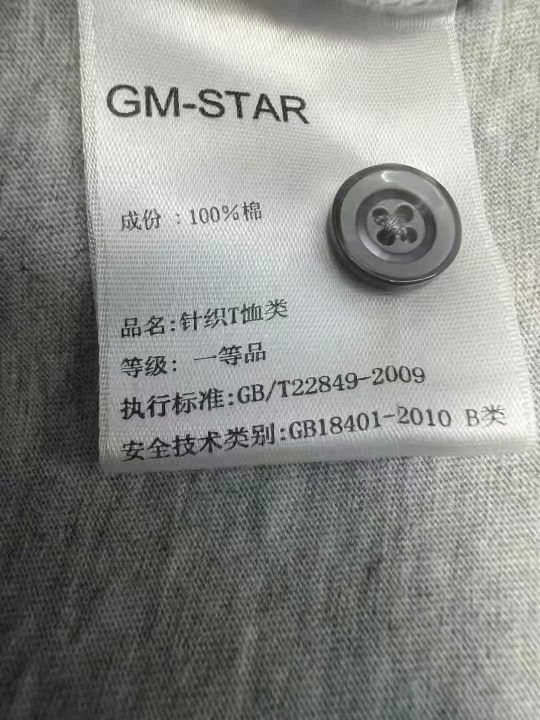 GM-STAR
成份：100%棉
品名:针织T恤类
等级: 一等品
执行标准:GB/T22849-2009
安全技术类别:GB18401-2010 B类